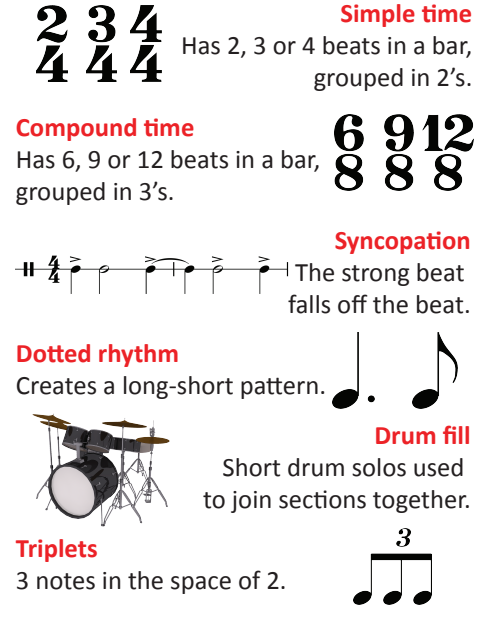 2 3 4
4 4 4
Simple time
Has 2, 3 or 4 beats in a bar,
grouped in 2's.
Compound time
Has 6, 9 or 12 beats in a bar,
grouped in 3's.
6 9 12
8 8 8
4
4
Syncopation
The strong beat
falls off the beat.
Dotted rhythm
Creates a long-short pattern.
Drum fill
Short drum solos used
to join sections together.
Triplets
3 notes in the space of 2.
3